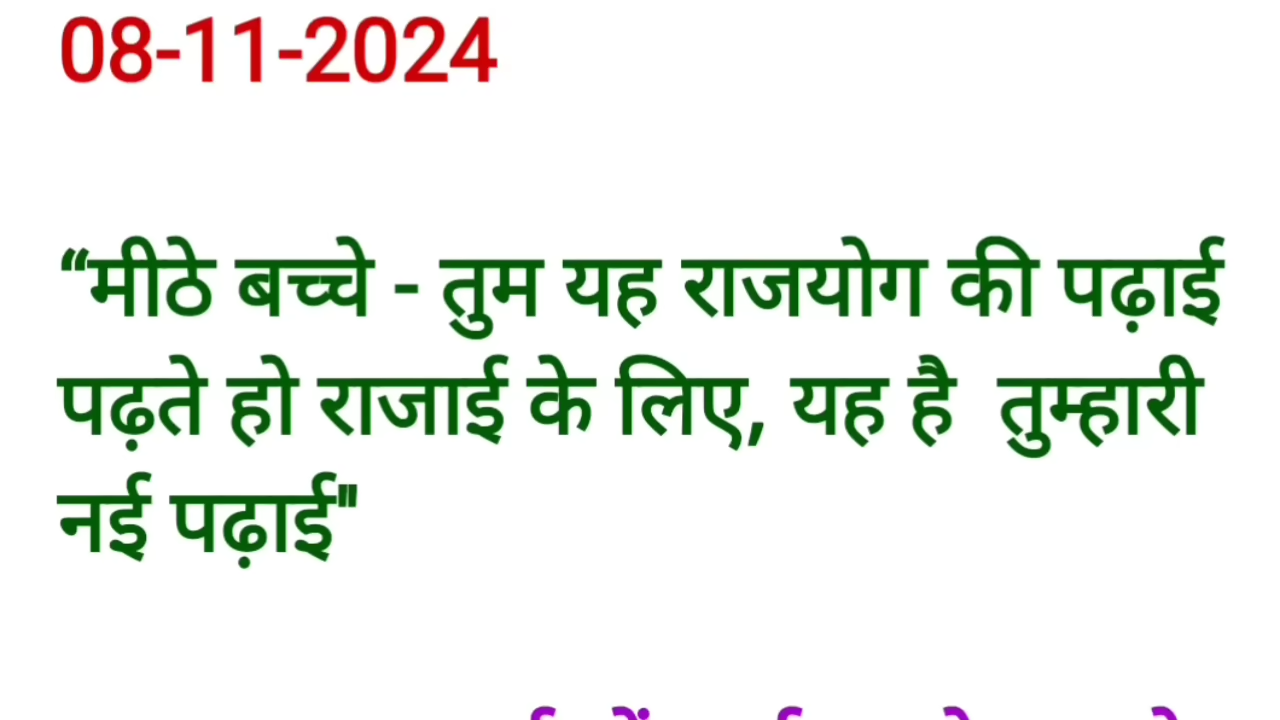 08-11-2024
“मीठे बच्चे - तुम यह राजयोग की पढ़ाई
पढ़ते हो राजाई के लिए, यह है तुम्हारी
नई पढ़ाई"